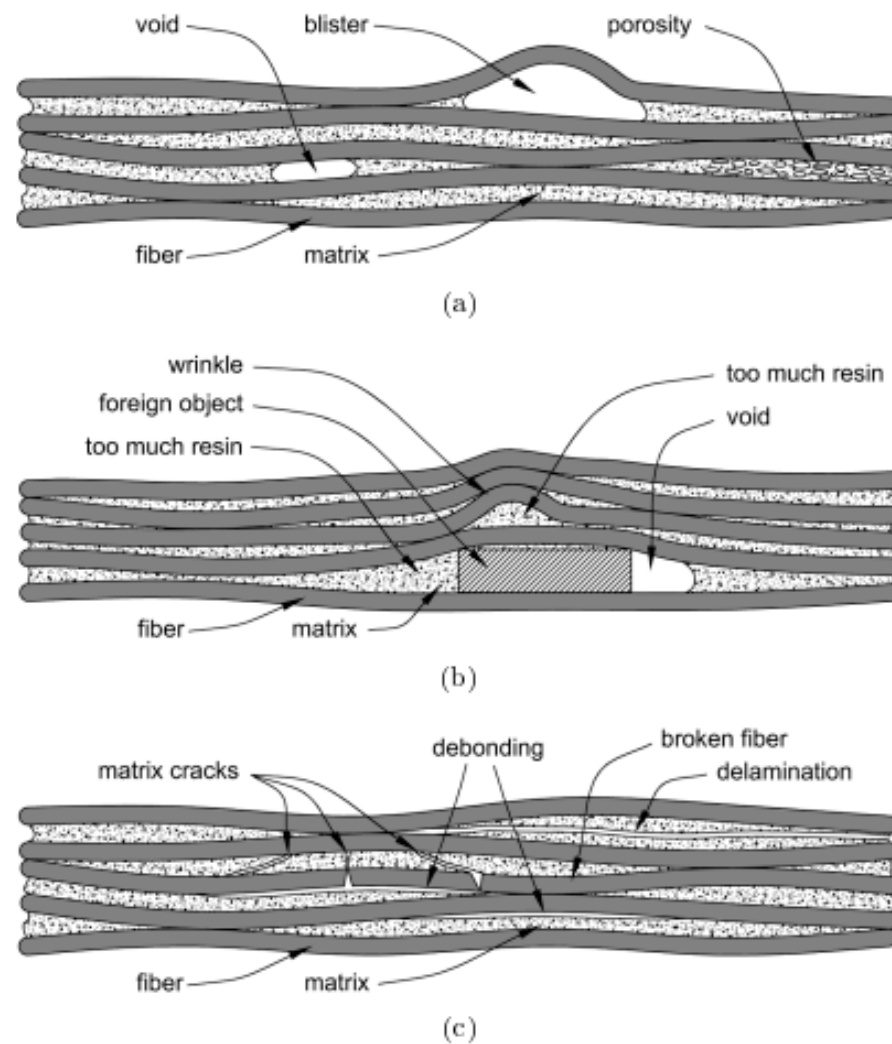 void
blister
porosity
fiber
matrix
(a)
wrinkle
foreign object
too much resin
too much resin
void
fiber
matrix
(b)
matrix cracks
debonding
broken fiber
delamination
fiber
matrix
(c)